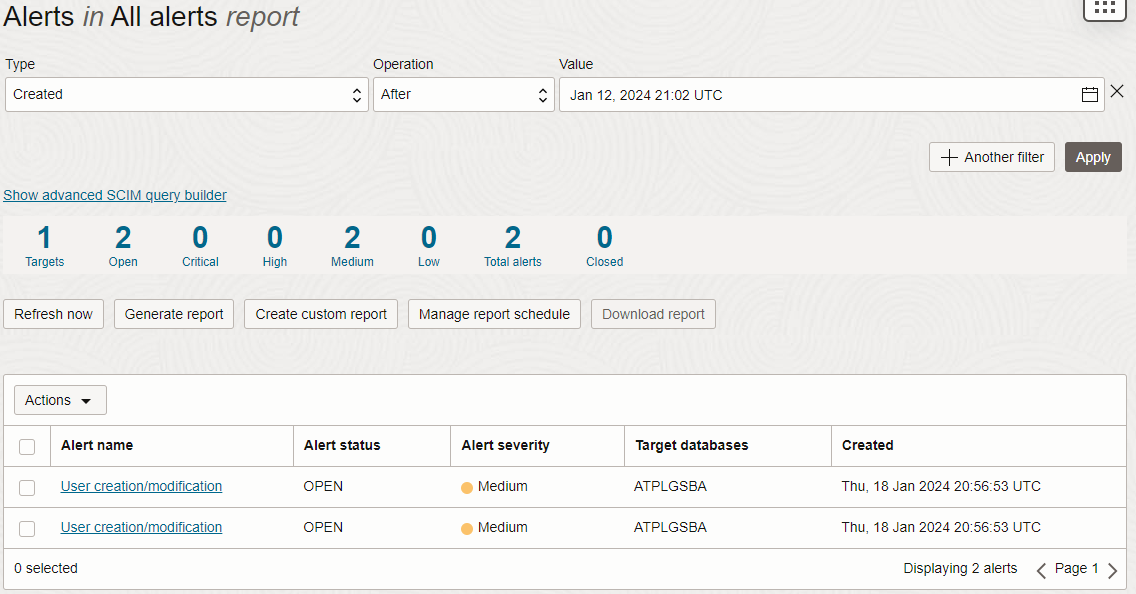 Alerts in All alerts report
Type Operation Value
Created After Jan 12, 2024 21:02 UTC
Another filter Apply
Show advanced SCIM query builder
1 2 0 0 2 0 2 0
Targets Open Critical High Medium Low Total alerts Closed
Refresh now Generate report Create custom report Manage report schedule Download report
Actions
Alert name Alert status Alert severity Target databases Created
User creation/modification OPEN Medium ATPLGSBA Thu, 18 Jan 2024 20:56:53 UTC
User creation/modification OPEN Medium ATPLGSBA Thu, 18 Jan 2024 20:56:53 UTC
0 selected Displaying 2 alerts Page 1